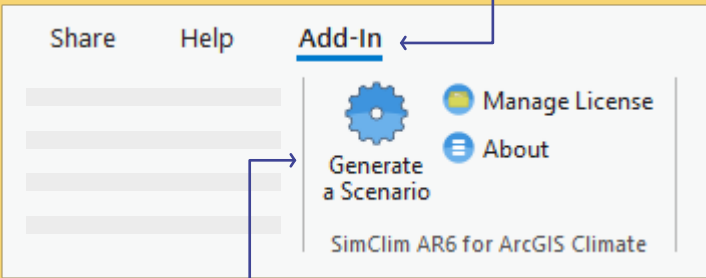 Share Help Add-In
Manage License
About
Generate
a Scenario
SimClim AR6 for ArcGIS Climate